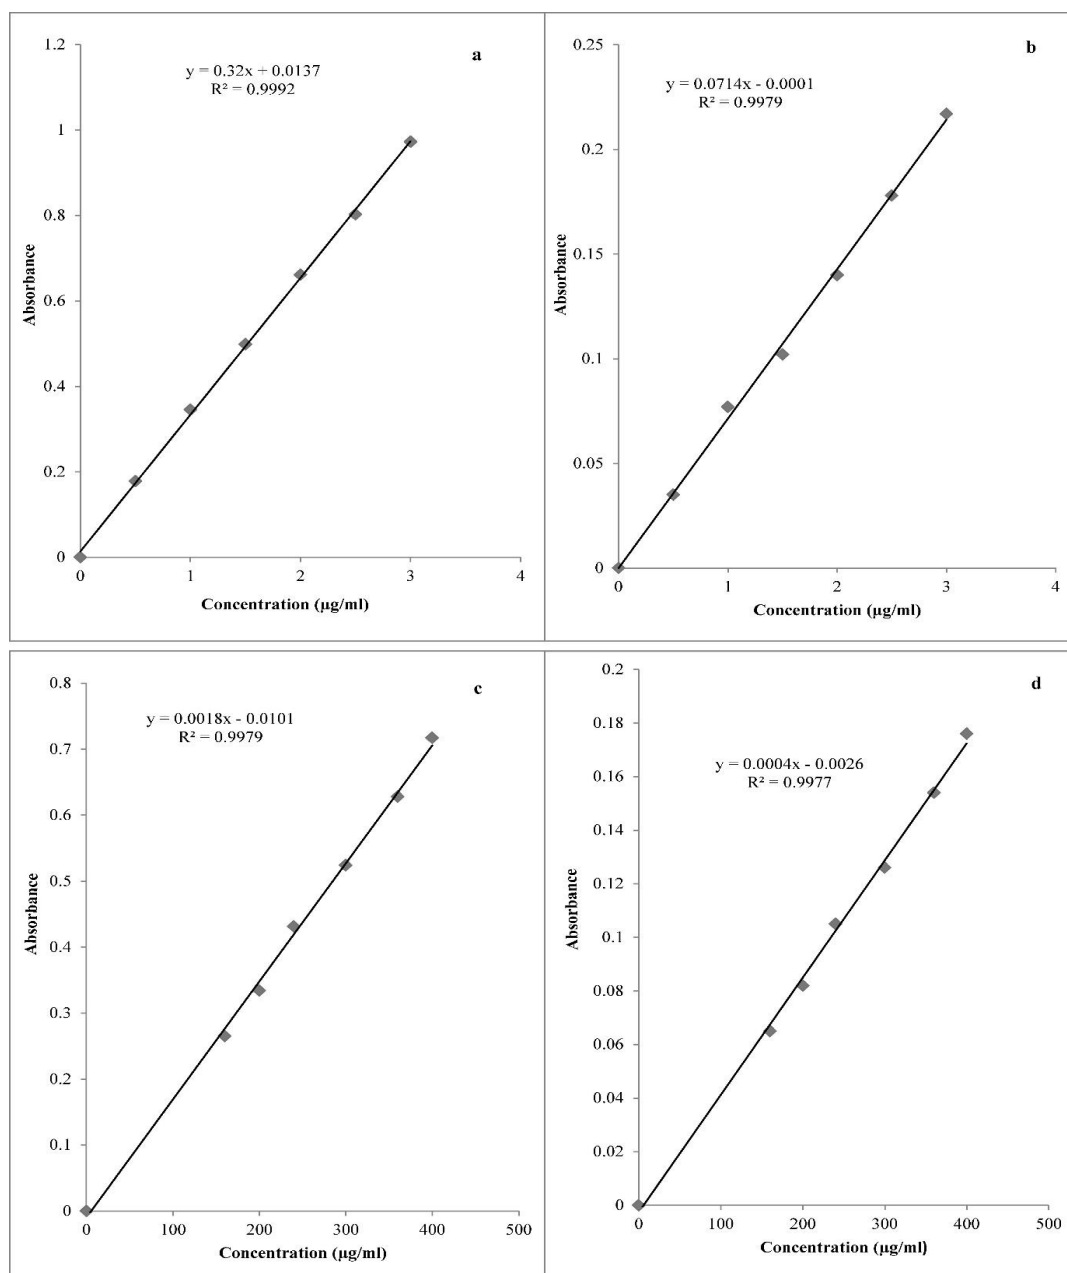 a
y = 0.32x + 0.0137
R² = 0.9992
1.2
1
0.8
0.6
0.4
0.2
0
Absorbance
0 1 2 3 4
Concentration (µg/ml)
b
y = 0.0714x - 0.0001
R² = 0.9979
0.25
0.2
0.15
0.1
0.05
0
Absorbance
0 1 2 3 4
Concentration (µg/ml)
c
y = 0.0018x - 0.0101
R² = 0.9979
0.8
0.7
0.6
0.5
0.4
0.3
0.2
0.1
0
Absorbance
0 100 200 300 400 500
Concentration (µg/ml)
d
y = 0.0004x - 0.0026
R² = 0.9977
0.2
0.18
0.16
0.14
0.12
0.1
0.08
0.06
0.04
0.02
0
Absorbance
0 100 200 300 400 500
Concentration (µg/ml)